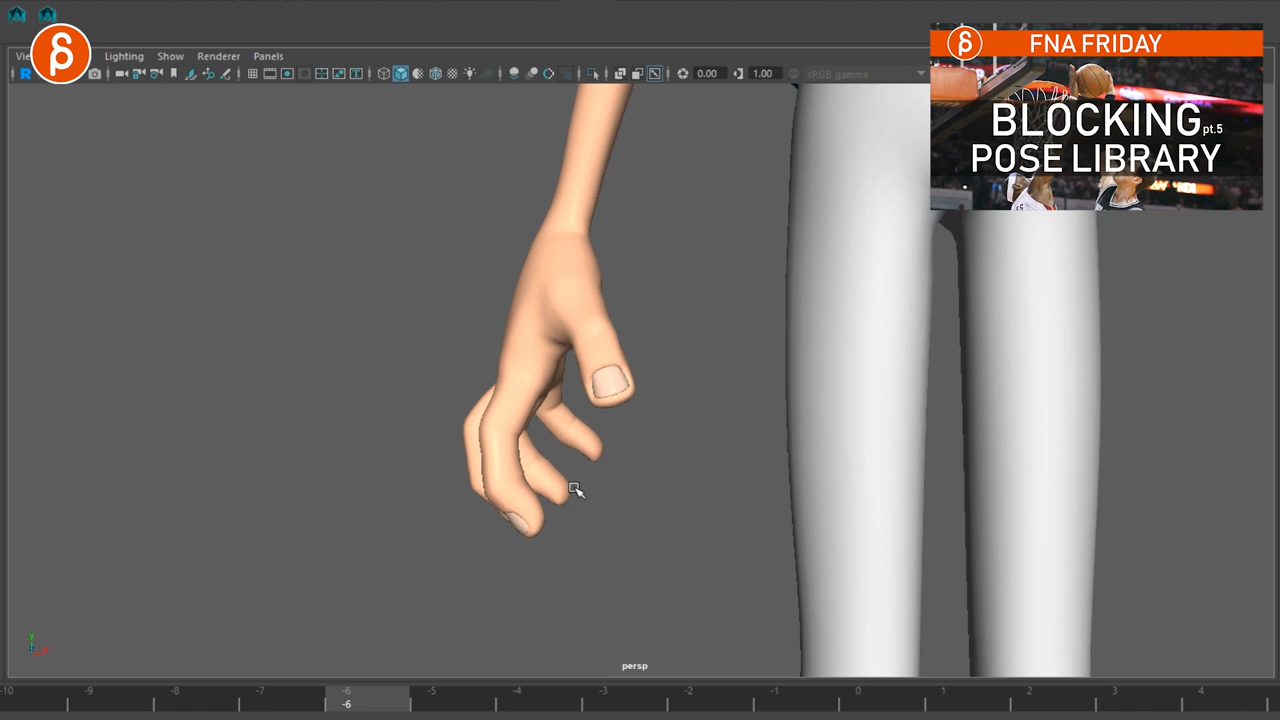 Lighting Show Renderer Panels
0.00 1.00 sRGB gamma
FNA FRIDAY
BLOCKING pt.5
POSE LIBRARY
persp
-10 -9 -8 -7 -6 -5 -4 -3 -2 -1 0 1 2 3 4
-6